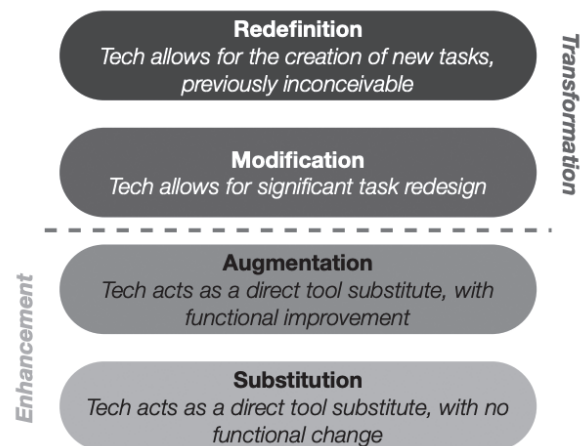 Redefinition
Tech allows for the creation of new tasks,
previously inconceivable
Transformation
Modification
Tech allows for significant task redesign
Enhancement
Augmentation
Tech acts as a direct tool substitute, with
functional improvement
Substitution
Tech acts as a direct tool substitute, with no
functional change